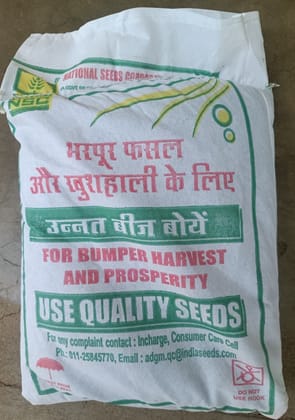 NATIONAL SEEDS CORPO
NSC
भरपूर फसल
और खुशहाली के लिए
उन्नत बीज बोयें
FOR BUMPER HARVEST
AND PROSPERITY
USE QUALITY SEEDS
For any complaint contact : Incharge, Consumer Care Cell
Ph: 011-25845770, Email : adgm.qc@indiaseeds.com
DO NOT
USE HOOK